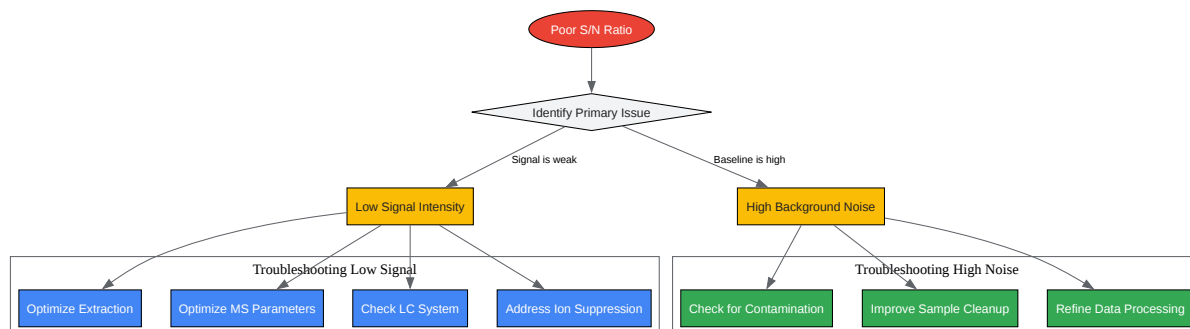 Poor S/N Ratio
Identify Primary Issue
Signal is weak
Baseline is high
Low Signal Intensity
High Background Noise
Troubleshooting Low Signal
Troubleshooting High Noise
Optimize Extraction
Optimize MS Parameters
Check LC System
Address Ion Suppression
Check for Contamination
Improve Sample Cleanup
Refine Data Processing